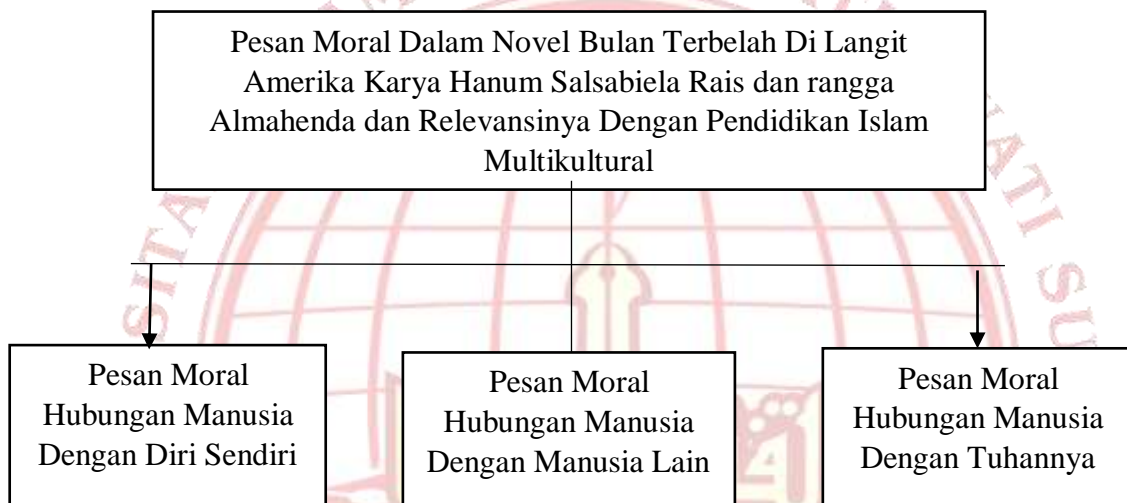 Pesan Moral Dalam Novel Bulan Terbelah Di Langit
Amerika Karya Hanum Salsabiela Rais dan rangga
Almahenda dan Relevansinya Dengan Pendidikan Islam
Multikultural
Pesan Moral
Hubungan Manusia
Dengan Diri Sendiri
Pesan Moral
Hubungan Manusia
Dengan Manusia Lain
Pesan Moral
Hubungan Manusia
Dengan Tuhannya